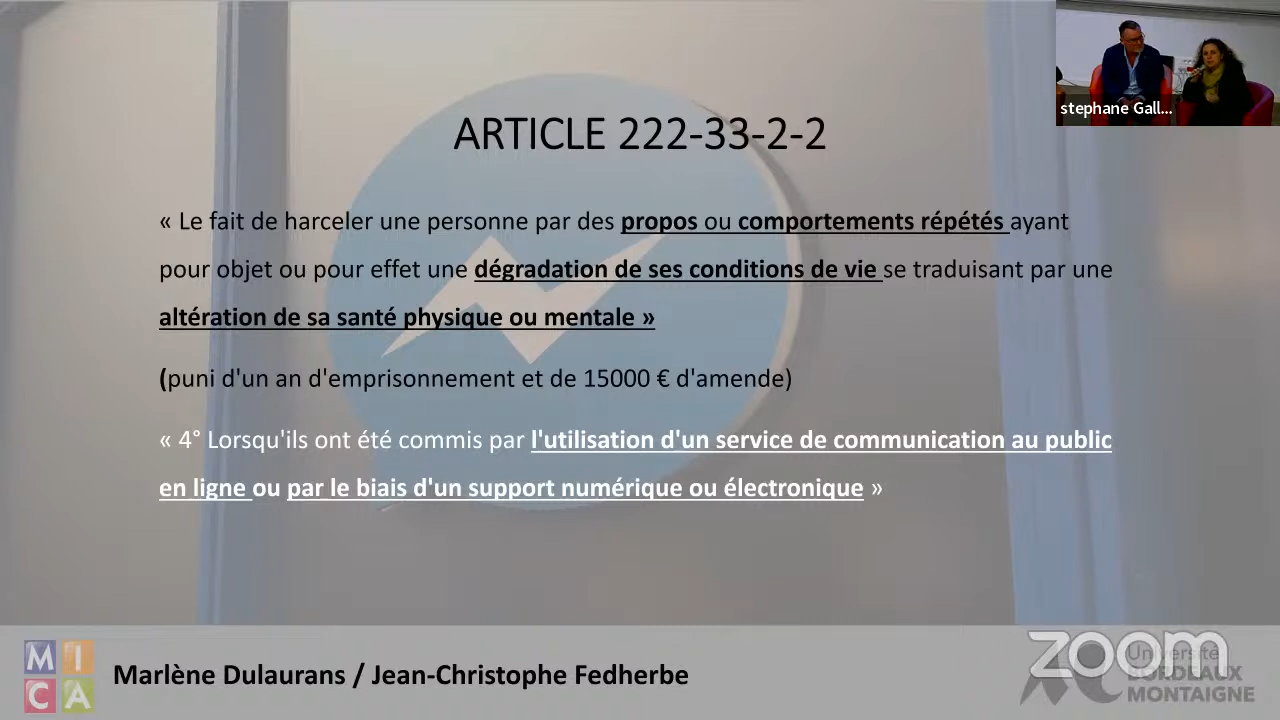 stephane Gall...
ARTICLE 222-33-2-2
« Le fait de harceler une personne par des propos ou comportements répétés ayant
pour objet ou pour effet une dégradation de ses conditions de vie se traduisant par une
altération de sa santé physique ou mentale »
(puni d'un an d'emprisonnement et de 15000 € d'amende)
« 4° Lorsqu'ils ont été commis par l'utilisation d'un service de communication au public
en ligne ou par le biais d'un support numérique ou électronique »
MICA
Marlène Dulaurans / Jean-Christophe Fedherbe
zoom
Université
BORDEAUX
MONTAIGNE